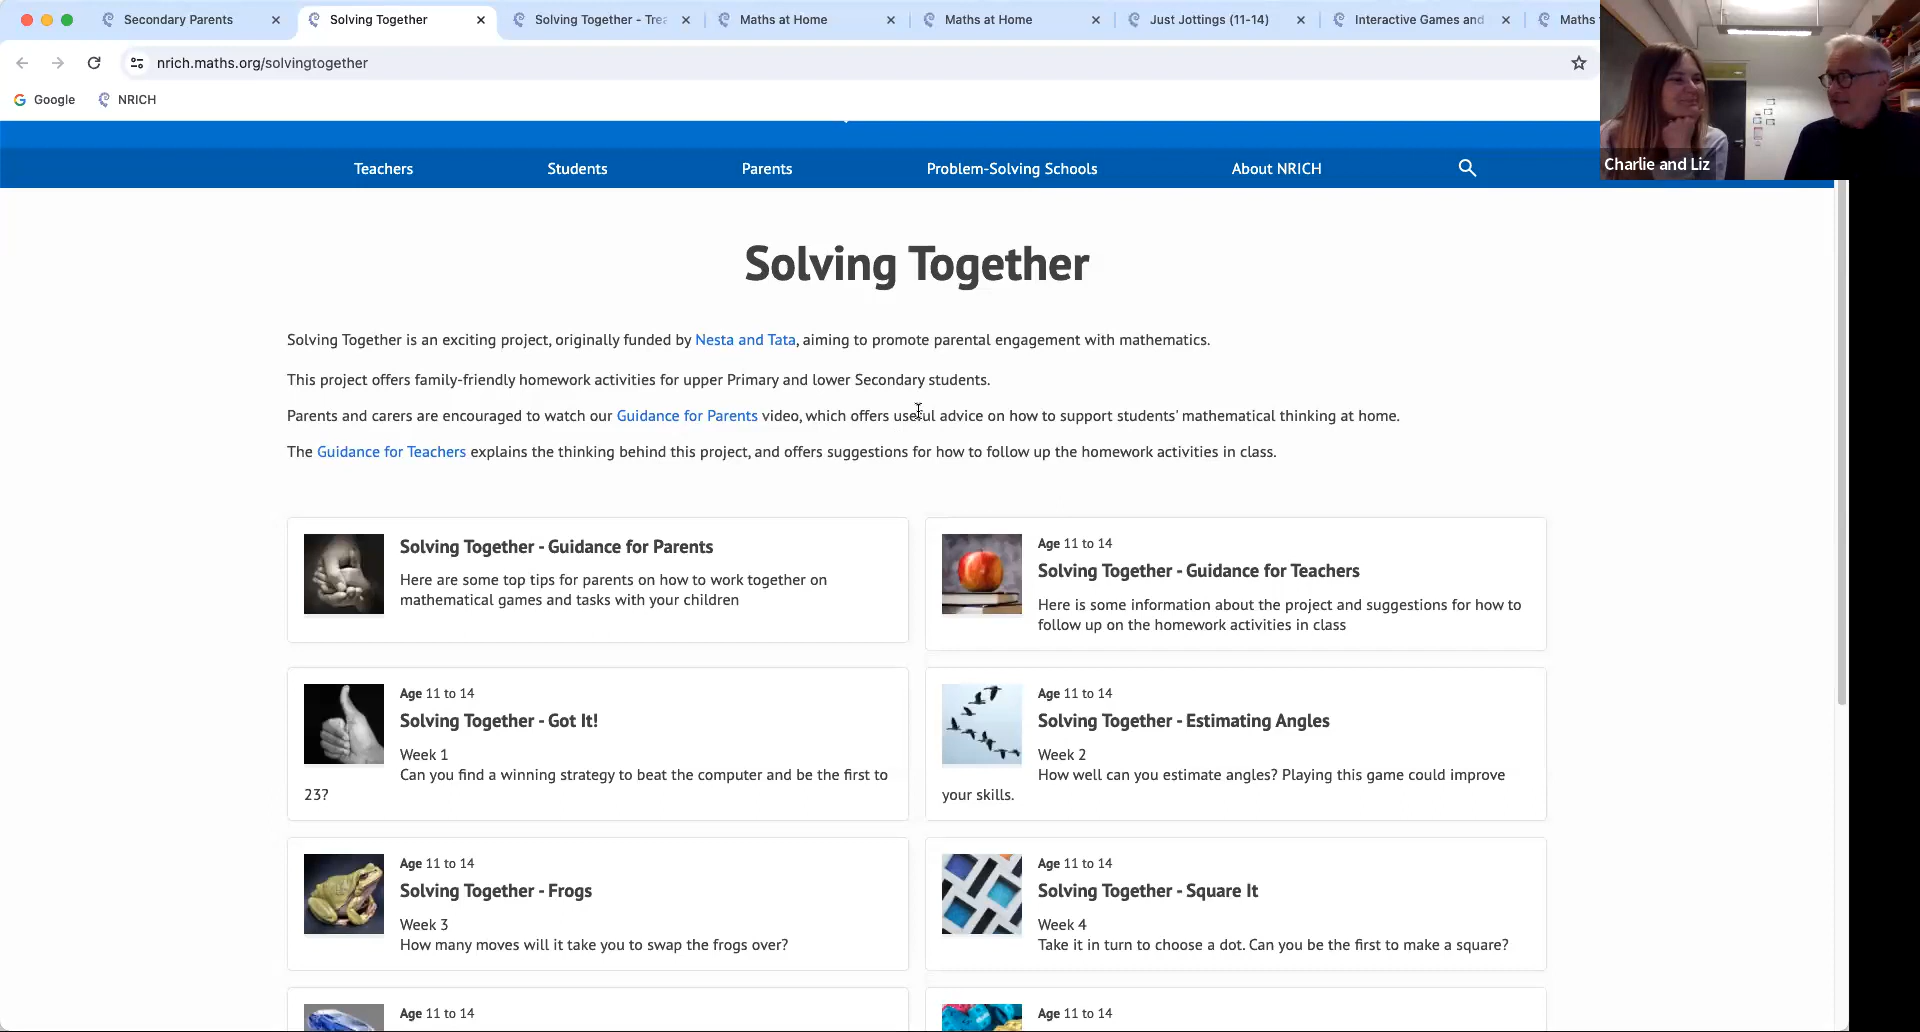 Secondary Parents
Solving Together
Solving Together - Trea
Maths at Home
Maths at Home
Just Jottings (11-14)
Interactive Games and
Maths
nrich.maths.org/solvingtogether
Google
NRICH
Charlie and Liz
Teachers
Students
Parents
Problem-Solving Schools
About NRICH
Solving Together
Solving Together is an exciting project, originally funded by Nesta and Tata, aiming to promote parental engagement with mathematics.
This project offers family-friendly homework activities for upper Primary and lower Secondary students.
Parents and carers are encouraged to watch our Guidance for Parents video, which offers useful advice on how to support students' mathematical thinking at home.
The Guidance for Teachers explains the thinking behind this project, and offers suggestions for how to follow up the homework activities in class.
Solving Together - Guidance for Parents
Here are some top tips for parents on how to work together on
mathematical games and tasks with your children
Age 11 to 14
Solving Together - Guidance for Teachers
Here is some information about the project and suggestions for how to
follow up on the homework activities in class
Age 11 to 14
Solving Together - Got It!
Week 1
Can you find a winning strategy to beat the computer and be the first to
23?
Age 11 to 14
Solving Together - Estimating Angles
Week 2
How well can you estimate angles? Playing this game could improve
your skills.
Age 11 to 14
Solving Together - Frogs
Week 3
How many moves will it take you to swap the frogs over?
Age 11 to 14
Solving Together - Square It
Week 4
Take it in turn to choose a dot. Can you be the first to make a square?
Age 11 to 14
Age 11 to 14